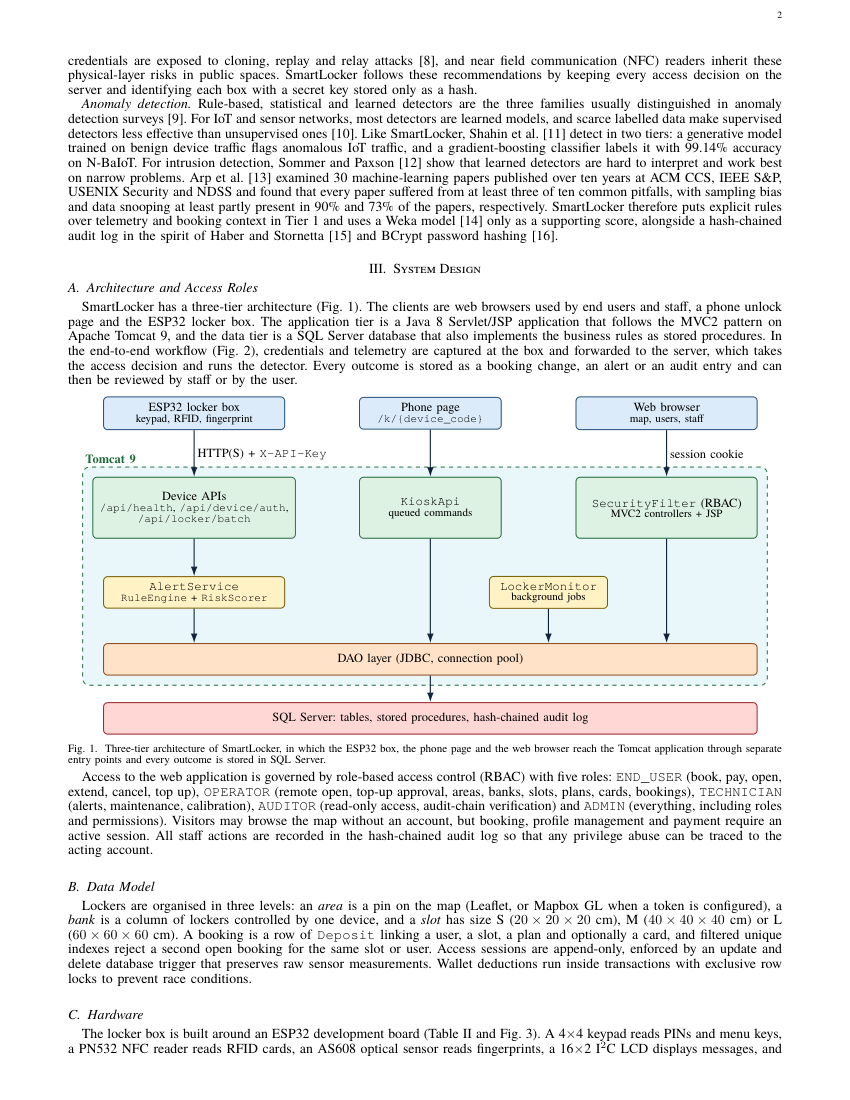 2
credentials are exposed to cloning, replay and relay attacks [8], and near field communication (NFC) readers inherit these
physical-layer risks in public spaces. SmartLocker follows these recommendations by keeping every access decision on the
server and identifying each box with a secret key stored only as a hash.
Anomaly detection. Rule-based, statistical and learned detectors are the three families usually distinguished in anomaly
detection surveys [9]. For IoT and sensor networks, most detectors are learned models, and scarce labelled data make supervised
detectors less effective than unsupervised ones [10]. Like SmartLocker, Shahin et al. [11] detect in two tiers: a generative model
trained on benign device traffic flags anomalous IoT traffic, and a gradient-boosting classifier labels it with 99.14% accuracy
on N-BaIoT. For intrusion detection, Sommer and Paxson [12] show that learned detectors are hard to interpret and work best
on narrow problems. Arp et al. [13] examined 30 machine-learning papers published over ten years at ACM CCS, IEEE S&P,
USENIX Security and NDSS and found that every paper suffered from at least three of ten common pitfalls, with sampling bias
and data snooping at least partly present in 90% and 73% of the papers, respectively. SmartLocker therefore puts explicit rules
over telemetry and booking context in Tier 1 and uses a Weka model [14] only as a supporting score, alongside a hash-chained
audit log in the spirit of Haber and Stornetta [15] and BCrypt password hashing [16].
III. System Design
A. Architecture and Access Roles
SmartLocker has a three-tier architecture (Fig. 1). The clients are web browsers used by end users and staff, a phone unlock
page and the ESP32 locker box. The application tier is a Java 8 Servlet/JSP application that follows the MVC2 pattern on
Apache Tomcat 9, and the data tier is a SQL Server database that also implements the business rules as stored procedures. In
the end-to-end workflow (Fig. 2), credentials and telemetry are captured at the box and forwarded to the server, which takes
the access decision and runs the detector. Every outcome is stored as a booking change, an alert or an audit entry and can
then be reviewed by staff or by the user.
ESP32 locker box
keypad, RFID, fingerprint
Phone page
/k/{device_code}
Web browser
map, users, staff
Tomcat 9
HTTP(S) + X-API-Key
session cookie
Device APIs
/api/health, /api/device/auth,
/api/locker/batch
KioskApi
queued commands
SecurityFilter (RBAC)
MVC2 controllers + JSP
AlertService
RuleEngine + RiskScorer
LockerMonitor
background jobs
DAO layer (JDBC, connection pool)
SQL Server: tables, stored procedures, hash-chained audit log
Fig. 1. Three-tier architecture of SmartLocker, in which the ESP32 box, the phone page and the web browser reach the Tomcat application through separate
entry points and every outcome is stored in SQL Server.
Access to the web application is governed by role-based access control (RBAC) with five roles: END_USER (book, pay, open,
extend, cancel, top up), OPERATOR (remote open, top-up approval, areas, banks, slots, plans, cards, bookings), TECHNICIAN
(alerts, maintenance, calibration), AUDITOR (read-only access, audit-chain verification) and ADMIN (everything, including roles
and permissions). Visitors may browse the map without an account, but booking, profile management and payment require an
active session. All staff actions are recorded in the hash-chained audit log so that any privilege abuse can be traced to the
acting account.
B. Data Model
Lockers are organised in three levels: an area is a pin on the map (Leaflet, or Mapbox GL when a token is configured), a
bank is a column of lockers controlled by one device, and a slot has size S (20 × 20 × 20 cm), M (40 × 40 × 40 cm) or L
(60 × 60 × 60 cm). A booking is a row of Deposit linking a user, a slot, a plan and optionally a card, and filtered unique
indexes reject a second open booking for the same slot or user. Access sessions are append-only, enforced by an update and
delete database trigger that preserves raw sensor measurements. Wallet deductions run inside transactions with exclusive row
locks to prevent race conditions.
C. Hardware
The locker box is built around an ESP32 development board (Table II and Fig. 3). A 4×4 keypad reads PINs and menu keys,
a PN532 NFC reader reads RFID cards, an AS608 optical sensor reads fingerprints, a 16×2 I²C LCD displays messages, and